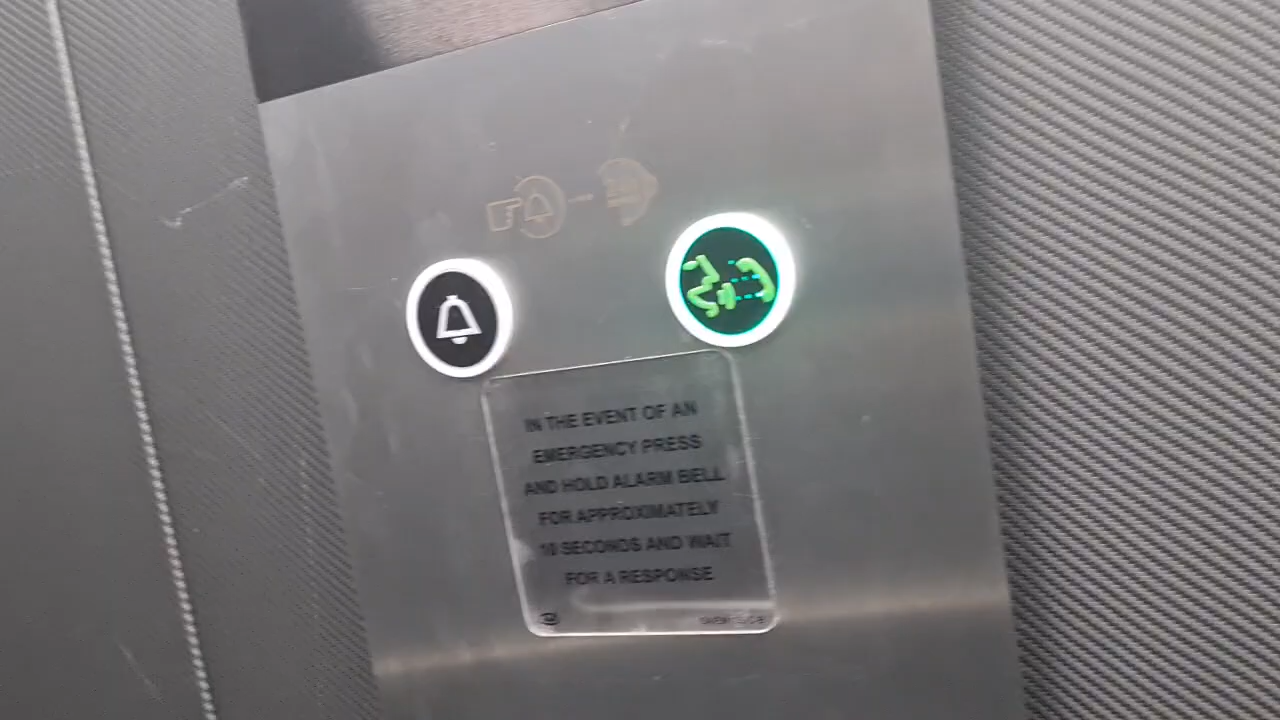 IN THE EVENT OF AN
EMERGENCY PRESS
AND HOLD ALARM BELL
FOR APPROXIMATELY
10 SECONDS AND WAIT
FOR A RESPONSE